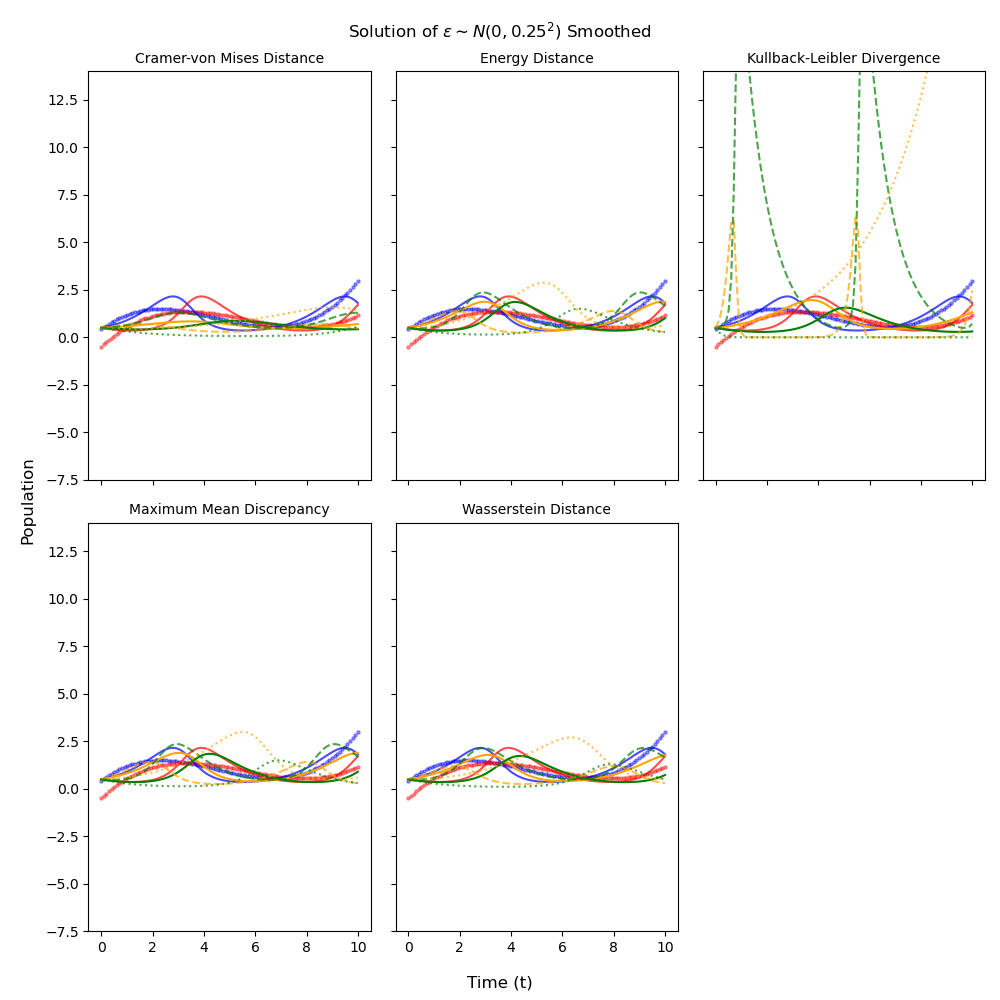 Solution of ε ~ N(0, 0.25²) Smoothed
Cramer-von Mises Distance
Energy Distance
Kullback-Leibler Divergence
12.5
10.0
7.5
5.0
2.5
0.0
−2.5
−5.0
−7.5
Population
Maximum Mean Discrepancy
Wasserstein Distance
12.5
10.0
7.5
5.0
2.5
0.0
−2.5
−5.0
−7.5
0 2 4 6 8 10
0 2 4 6 8 10
Time (t)